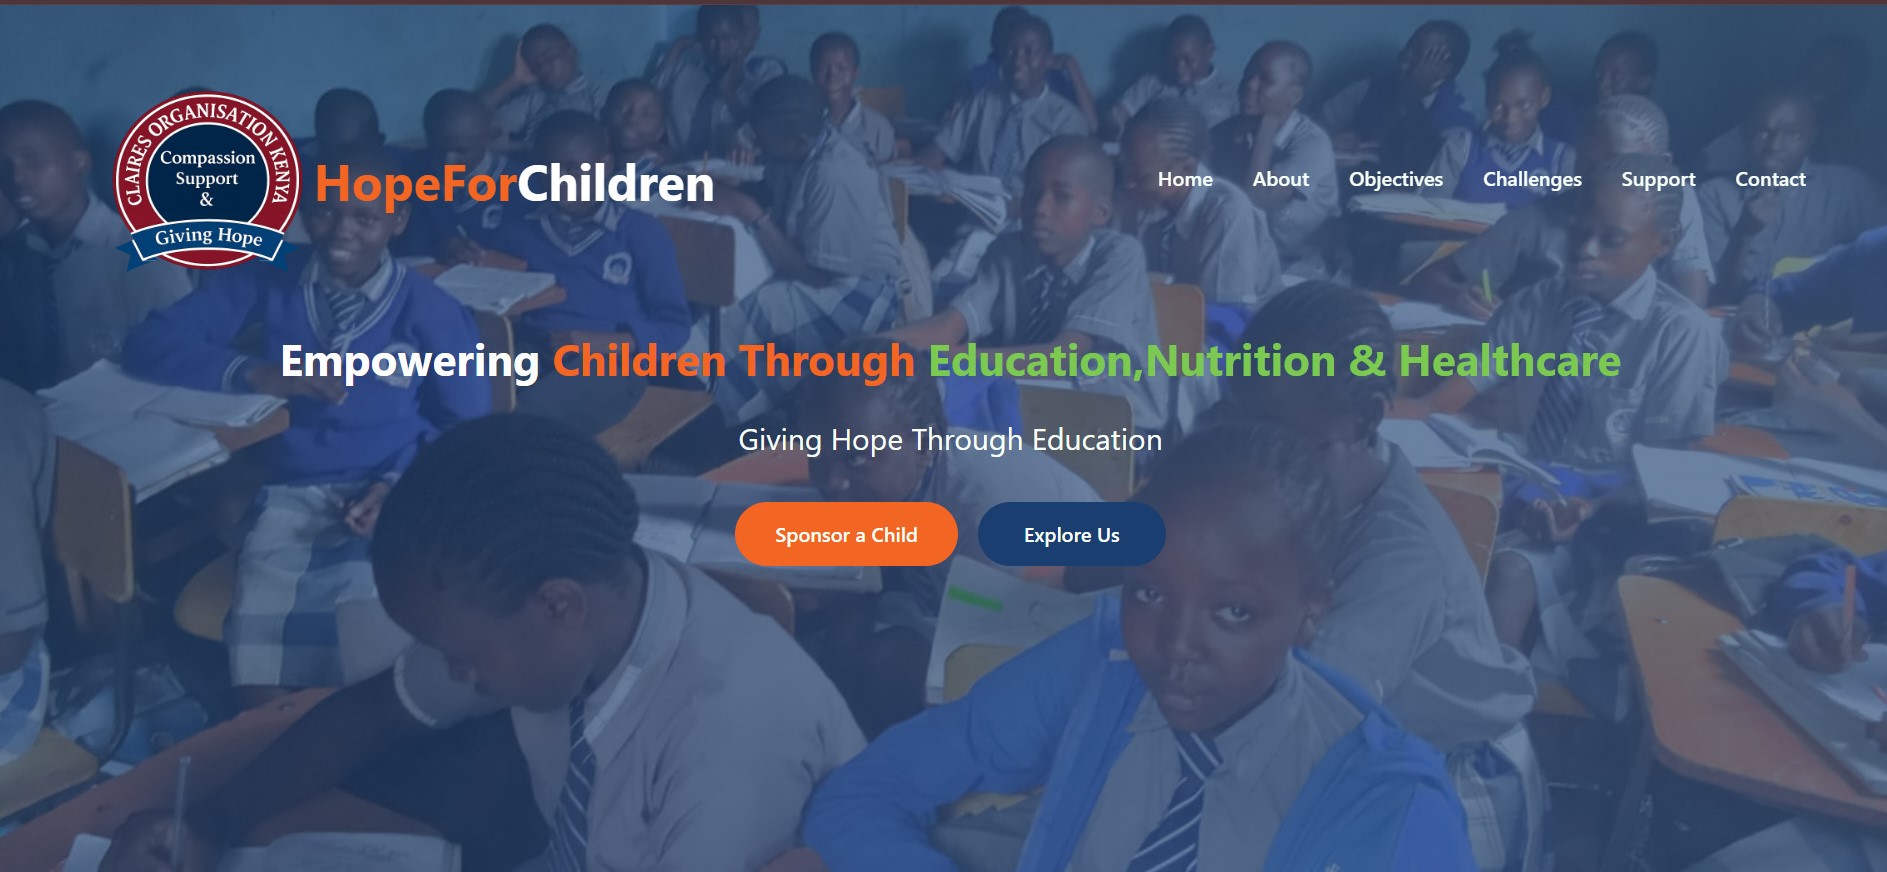 CLAIRES ORGANISATION KENYA
Compassion
Support
&
Giving Hope
HopeForChildren
Home About Objectives Challenges Support Contact
Empowering Children Through Education,Nutrition & Healthcare
Giving Hope Through Education
Sponsor a Child Explore Us